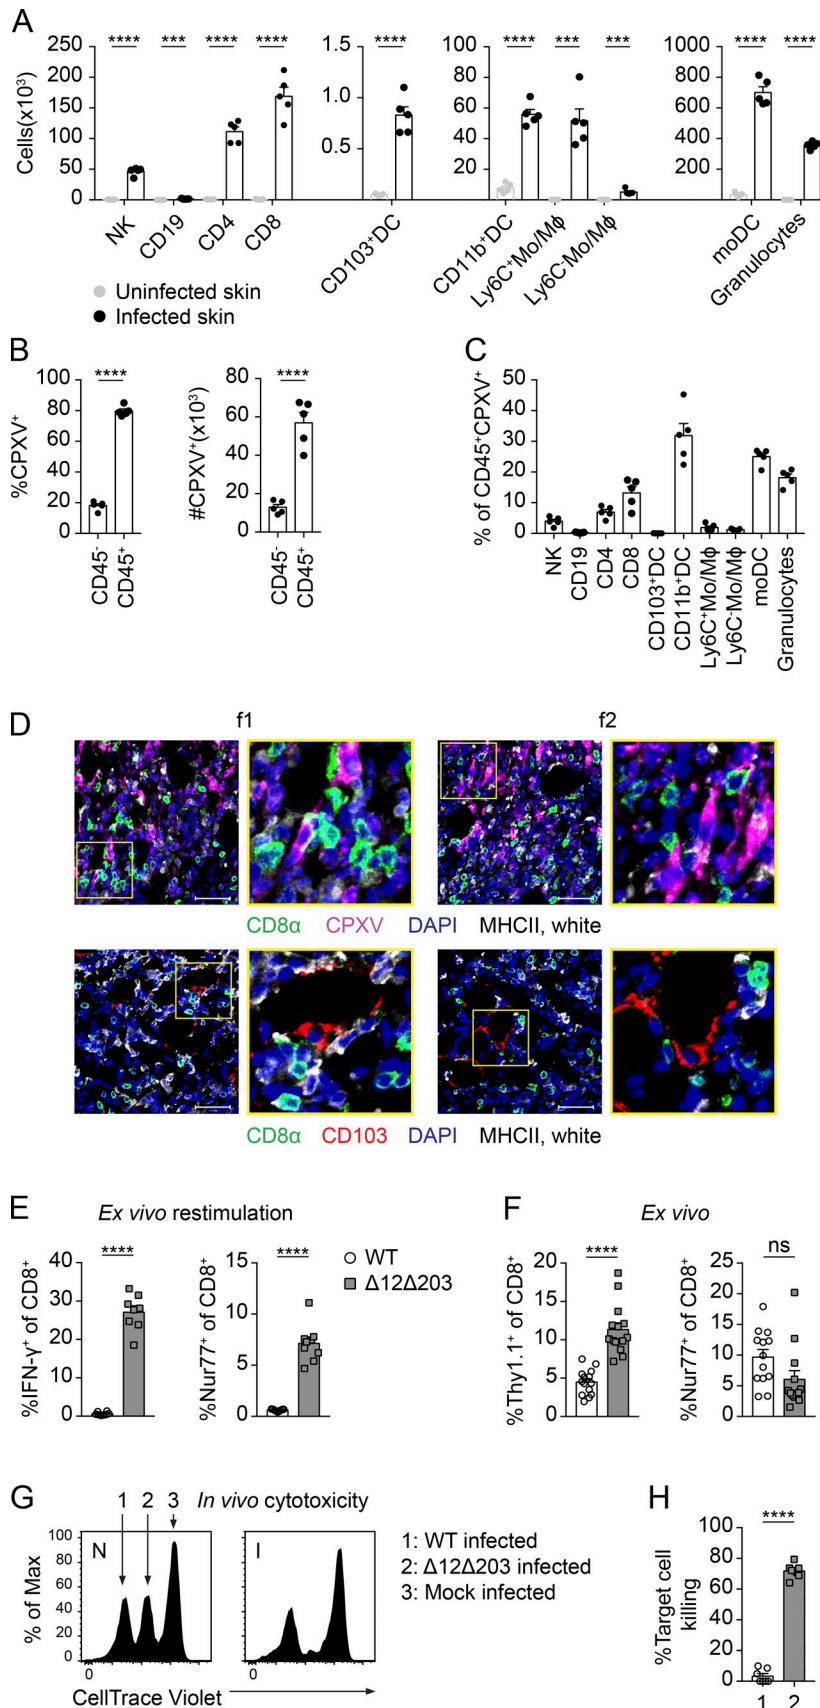 A
**** *** **** **** **** **** *** *** **** ****
Cells(x10³)
250 200 150 100 50 0
1.5 1.0 0.5
100 80 60 40 20
1000 800 600 400 200
NK CD19 CD4 CD8 CD103⁺DC CD11b⁺DC Ly6C⁺Mo/Mϕ Ly6C⁻Mo/Mϕ moDC Granulocytes
Uninfected skin
Infected skin
B
%CPXV⁺
100 80 60 40 20 0
****
CD45⁻ CD45⁺
#CPXV⁺(x10³)
80 60 40 20 0
****
CD45⁻ CD45⁺
C
% of CD45⁺CPXV⁺
50 40 30 20 10 0
NK CD19 CD4 CD8 CD103⁺DC CD11b⁺DC Ly6C⁺Mo/Mϕ Ly6C⁻Mo/Mϕ moDC Granulocytes
D
f1 f2
CD8α CPXV DAPI MHCII, white
CD8α CD103 DAPI MHCII, white
E
Ex vivo restimulation
%IFN-γ⁺ of CD8⁺
40 30 20 10 0
****
%Nur77⁺ of CD8⁺
15 10 5 0
****
WT
Δ12Δ203
F
Ex vivo
%Thy1.1⁺ of CD8⁺
20 15 10 5 0
****
%Nur77⁺ of CD8⁺
25 20 15 10 5 0
ns
G
1 2 3 In vivo cytotoxicity
% of Max
100 80 60 40 20 0
N I
0 0
CellTrace Violet
1: WT infected
2: Δ12Δ203 infected
3: Mock infected
H
%Target cell
killing
100 80 60 40 20 0
****
1 2